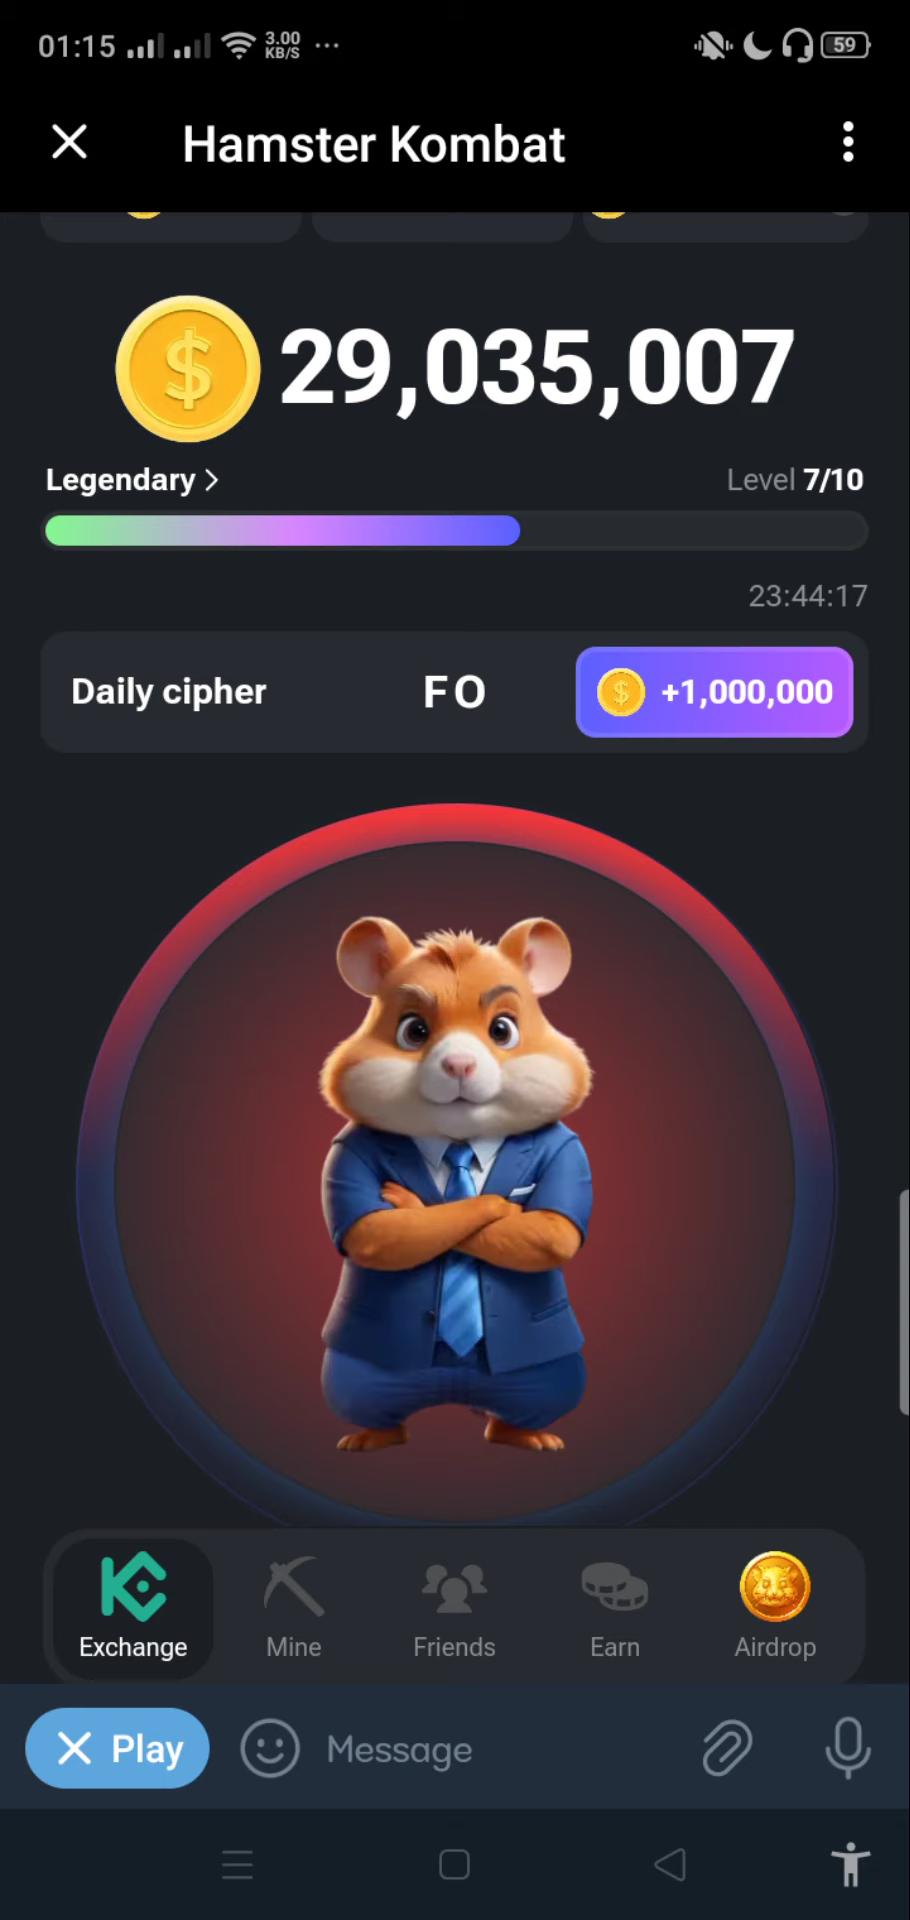 01:15 3.00 KB/S ... 59
Hamster Kombat
$ 29,035,007
Legendary > Level 7/10
23:44:17
Daily cipher FO $ +1,000,000
Exchange Mine Friends Earn Airdrop
Play Message